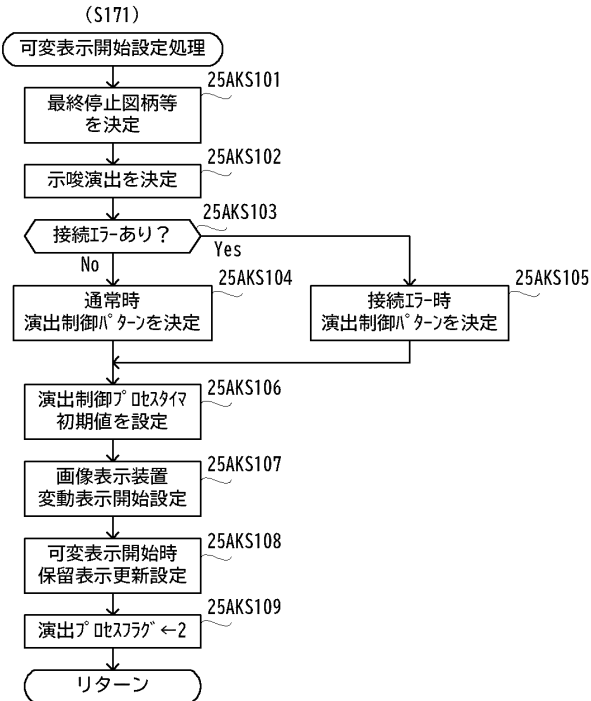 (S171)
可変表示開始設定処理
25AKS101
最終停止図柄等
を決定
25AKS102
示唆演出を決定
25AKS103
接続ｴﾗｰあり？
Yes
No
25AKS104
通常時
演出制御ﾊﾟﾀｰﾝを決定
25AKS105
接続ｴﾗｰ時
演出制御ﾊﾟﾀｰﾝを決定
25AKS106
演出制御ﾌﾟﾛｾｽﾀｲﾏ
初期値を設定
25AKS107
画像表示装置
変動表示開始設定
25AKS108
可変表示開始時
保留表示更新設定
25AKS109
演出ﾌﾟﾛｾｽﾌﾗｸﾞ←2
リターン